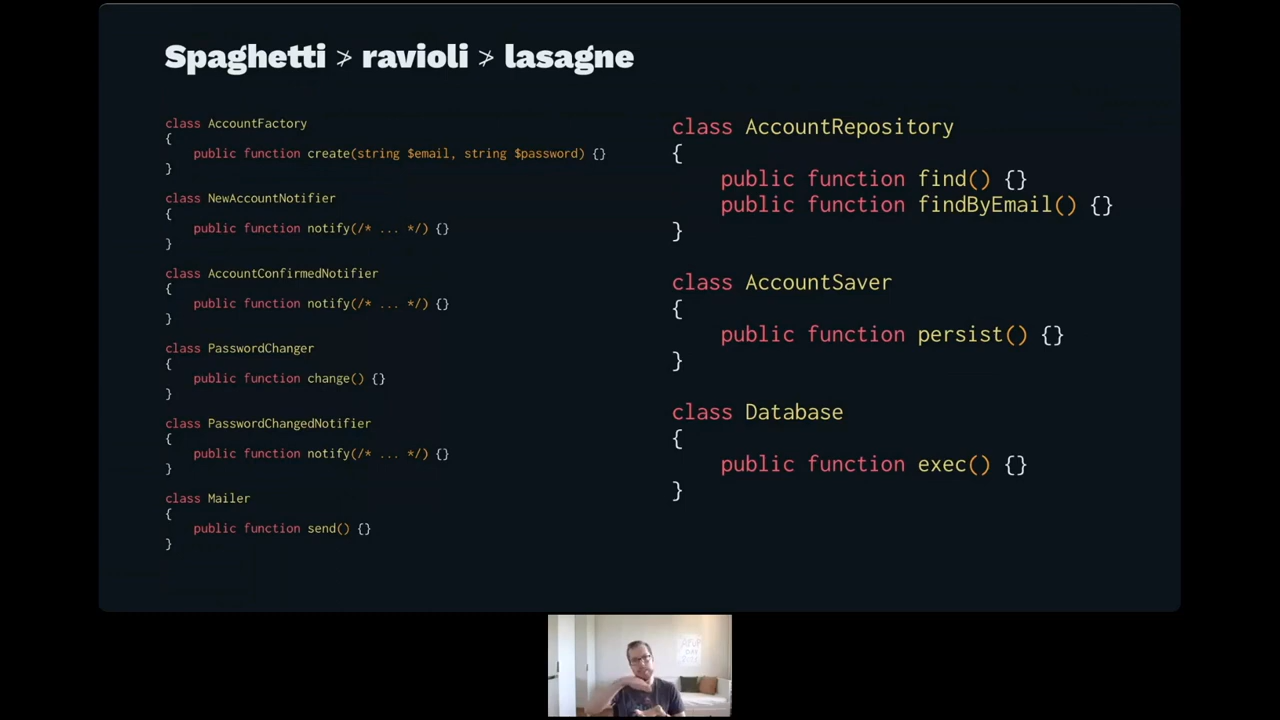 Spaghetti ≯ ravioli ≯ lasagne
class AccountFactory
{
    public function create(string $email, string $password) {}
}
class NewAccountNotifier
{
    public function notify(/* ... */) {}
}
class AccountConfirmedNotifier
{
    public function notify(/* ... */) {}
}
class PasswordChanger
{
    public function change() {}
}
class PasswordChangedNotifier
{
    public function notify(/* ... */) {}
}
class Mailer
{
    public function send() {}
}
class AccountRepository
{
    public function find() {}
    public function findByEmail() {}
}
class AccountSaver
{
    public function persist() {}
}
class Database
{
    public function exec() {}
}